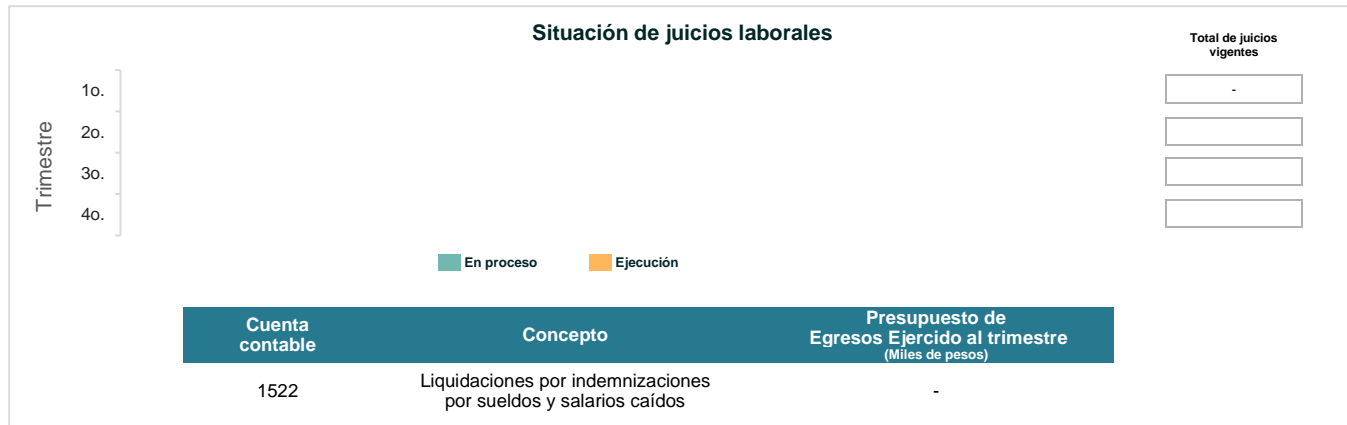 Situación de juicios laborales
Total de juicios
vigentes
Trimestre
1o.
-
2o.
3o.
4o.
En proceso
Ejecución
Cuenta
contable
Concepto
Presupuesto de
Egresos Ejercido al trimestre
(Miles de pesos)
1522
Liquidaciones por indemnizaciones
por sueldos y salarios caídos
-